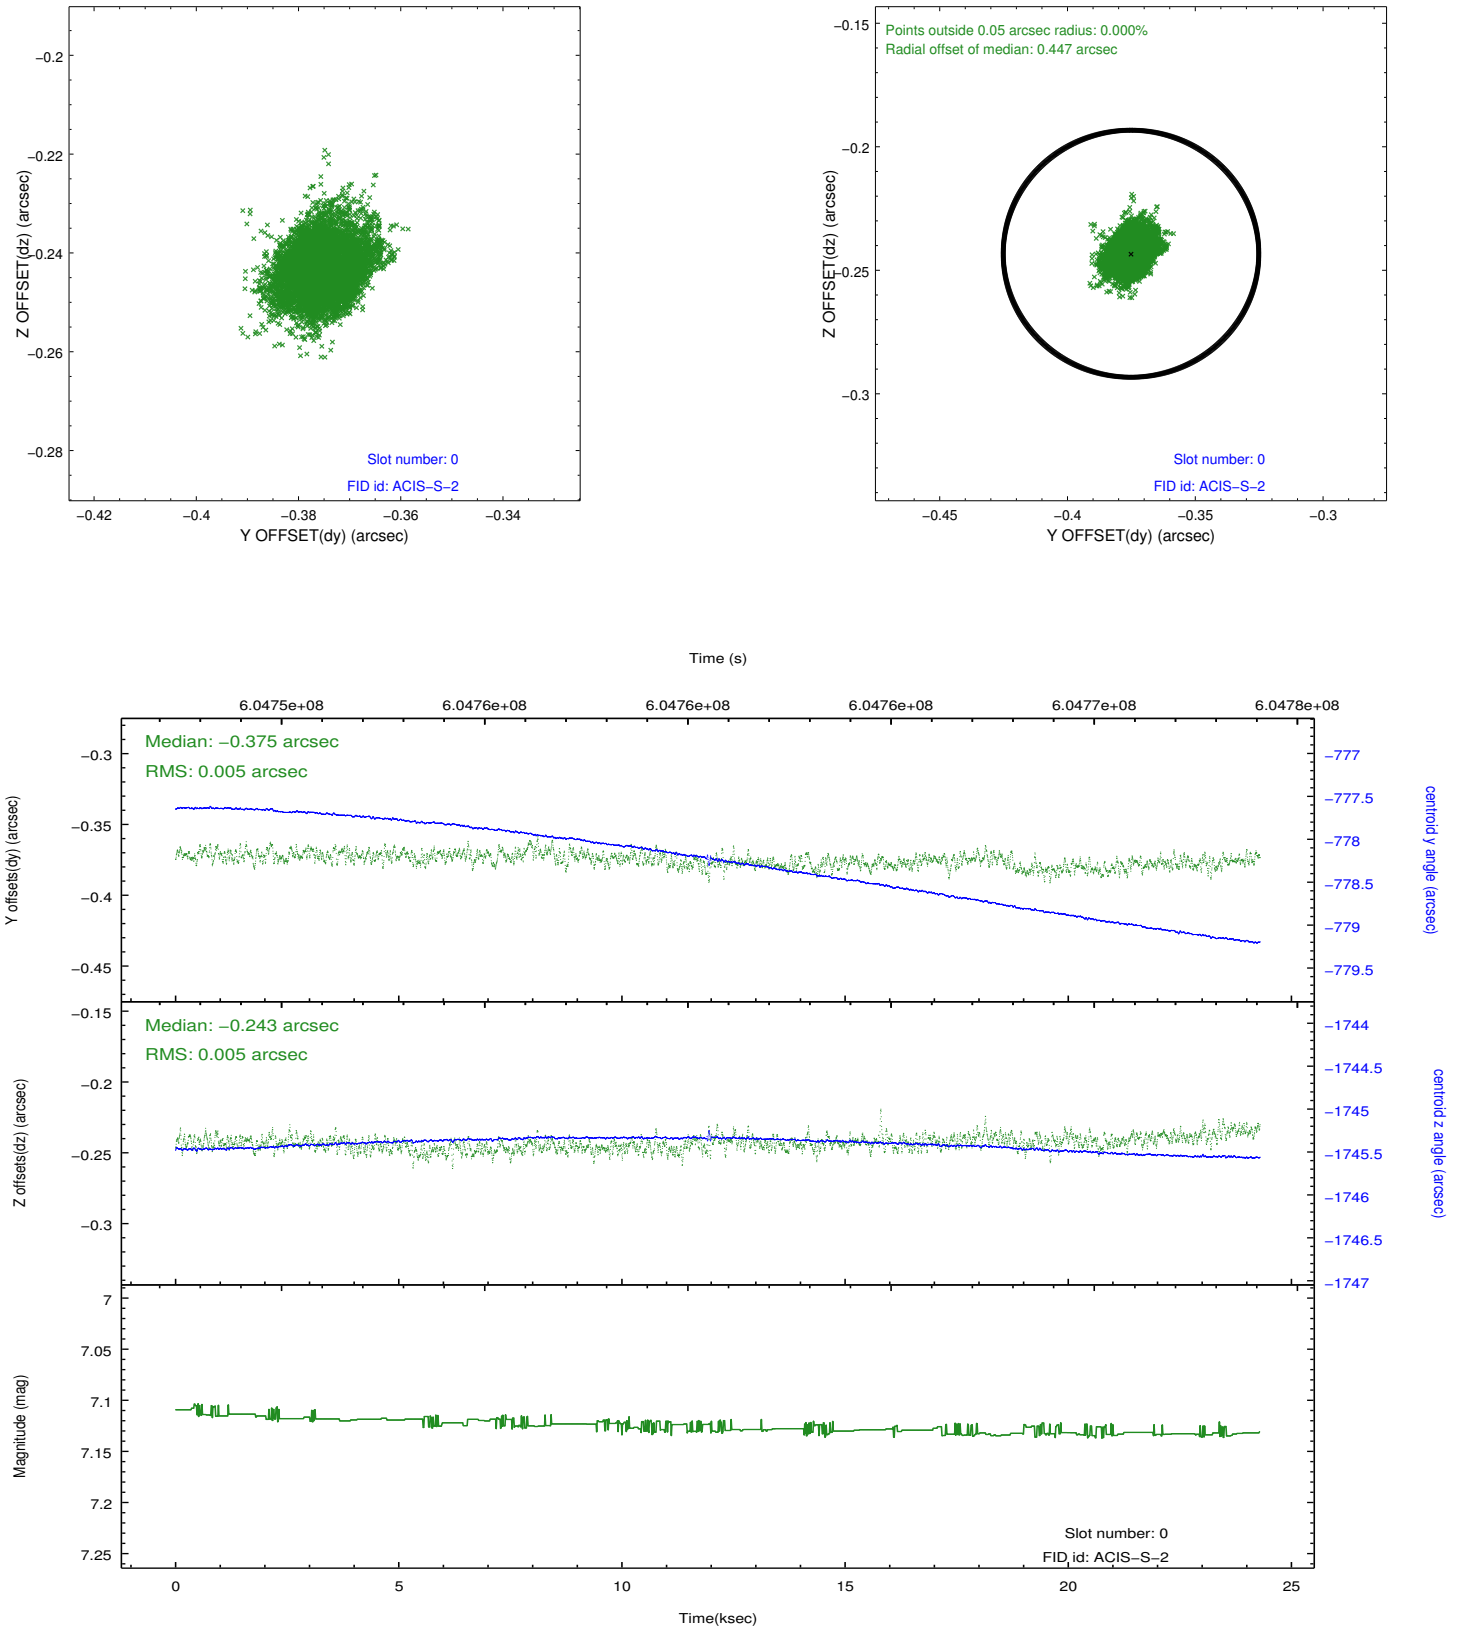 −0.2
−0.22
−0.24
−0.26
−0.28
Z OFFSET(dz) (arcsec)
Slot number: 0
FID id: ACIS−S−2
−0.42 −0.4 −0.38 −0.36 −0.34
Y OFFSET(dy) (arcsec)
Points outside 0.05 arcsec radius: 0.000%
Radial offset of median: 0.447 arcsec
−0.15
−0.2
−0.25
−0.3
Z OFFSET(dz) (arcsec)
Slot number: 0
FID id: ACIS−S−2
−0.45 −0.4 −0.35 −0.3
Y OFFSET(dy) (arcsec)
Time (s)
6.0475e+08 6.0476e+08 6.0476e+08 6.0476e+08 6.0477e+08 6.0478e+08
Median: −0.375 arcsec
RMS: 0.005 arcsec
−0.3
−0.35
−0.4
−0.45
Y offsets(dy) (arcsec)
−777
−777.5
−778
−778.5
−779
−779.5
centroid y angle (arcsec)
Median: −0.243 arcsec
RMS: 0.005 arcsec
−0.15
−0.2
−0.25
−0.3
Z offsets(dz) (arcsec)
−1744
−1744.5
−1745
−1745.5
−1746
−1746.5
−1747
centroid z angle (arcsec)
7
7.05
7.1
7.15
7.2
7.25
Magnitude (mag)
Slot number: 0
FID id: ACIS−S−2
0 5 10 15 20 25
Time(ksec)